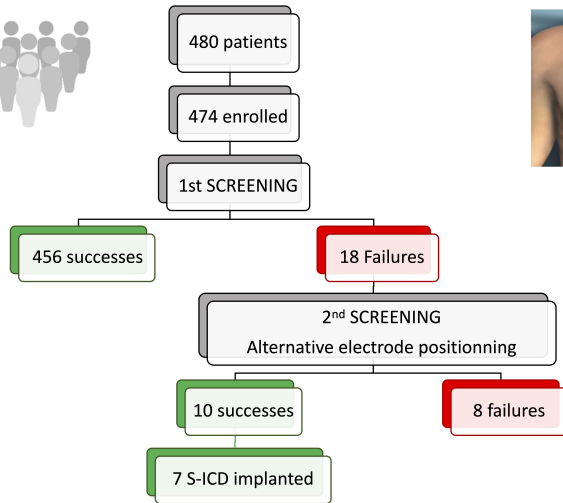 480 patients
474 enrolled
1st SCREENING
456 successes
18 Failures
2nd SCREENING
Alternative electrode positionning
10 successes
8 failures
7 S-ICD implanted